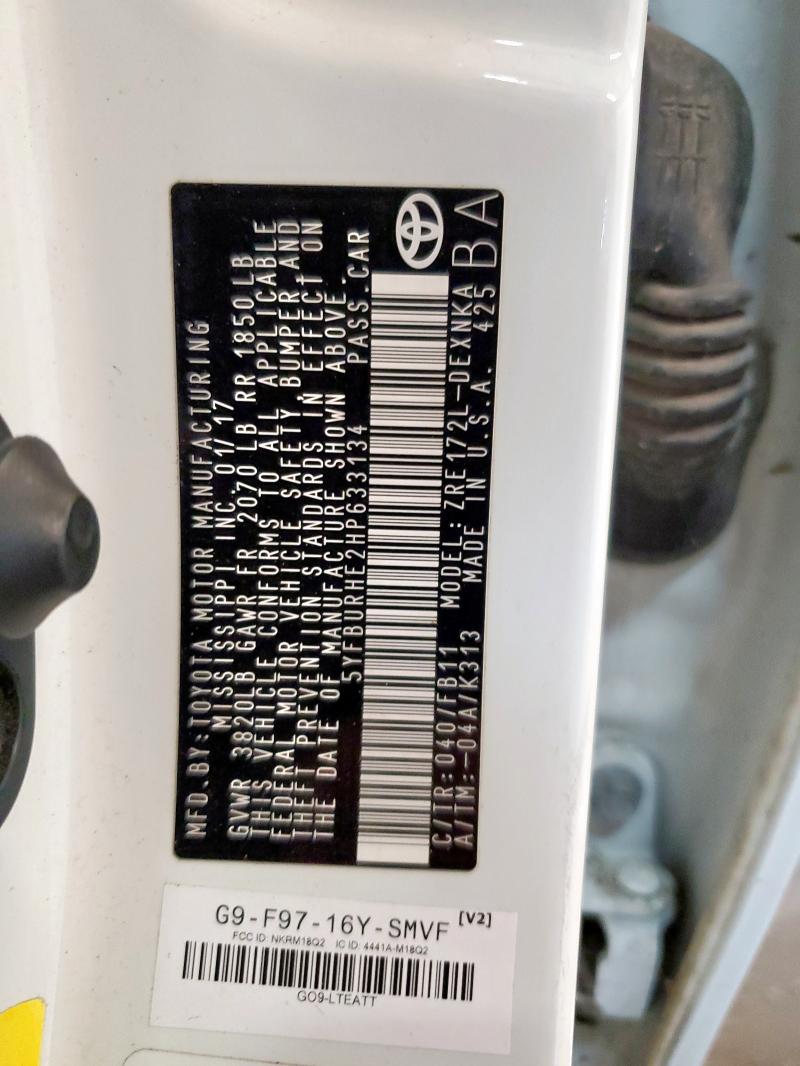 MFD. BY: TOYOTA MOTOR MANUFACTURING
MISSISSIPPI INC. 01/17
GVWR 3820LB GAWR FR 2070 LB RR 1850 LB
THIS VEHICLE CONFORMS TO ALL APPLICABLE
FEDERAL MOTOR VEHICLE SAFETY BUMPER, AND
THEFT PREVENTION STANDARDS IN EFFECT ON
THE DATE OF MANUFACTURE SHOWN ABOVE.
5YFBURHE2HP633134 PASS. CAR
C/TR: 040 /FB11 MODEL: ZRE172L-DEXNKA
A/TM:-04A/K313 MADE IN U.S.A. 425 BA
G9-F97-16Y-SMVF [V2]
FCC ID: NKRM18Q2 IC ID: 4441A-M18Q2
GO9-LTEATT